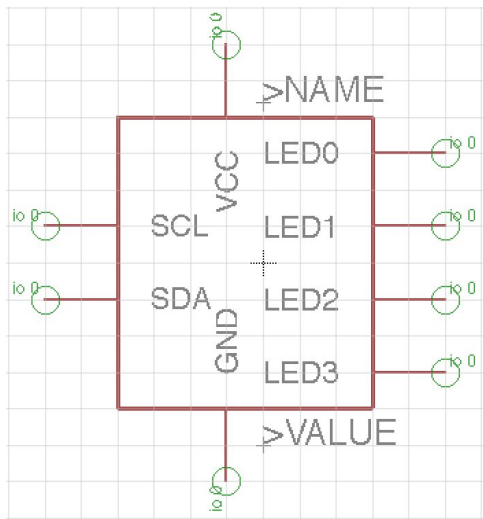 io 0
>NAME
VCC
LED0
io 0
io 0
SCL
LED1
io 0
io 0
SDA
LED2
io 0
GND
LED3
io 0
>VALUE
io 0